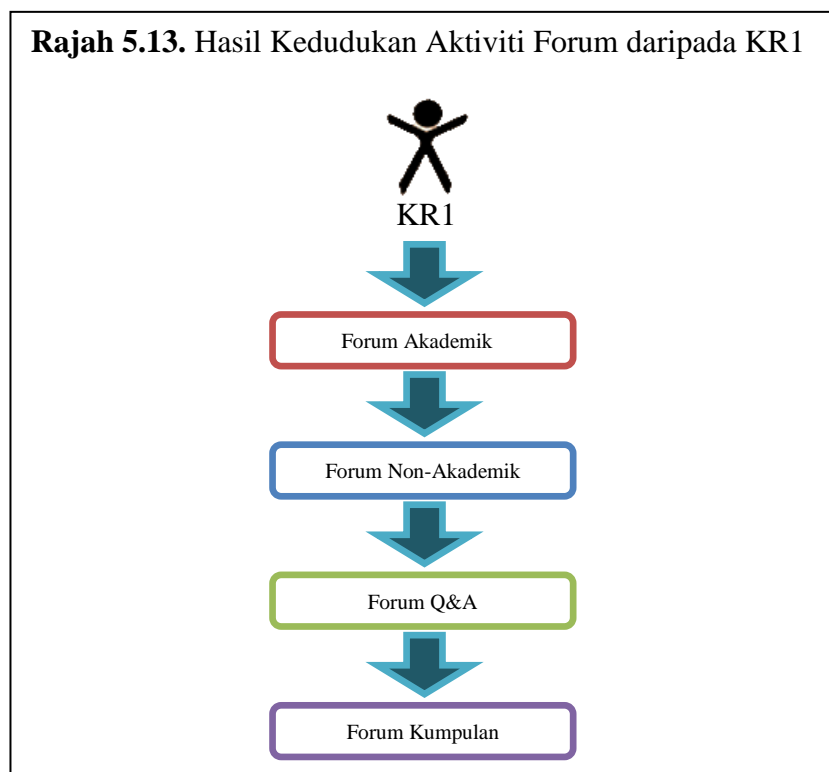 Rajah 5.13. Hasil Kedudukan Aktiviti Forum daripada KR1
KR1
Forum Akademik
Forum Non-Akademik
Forum Q&A
Forum Kumpulan